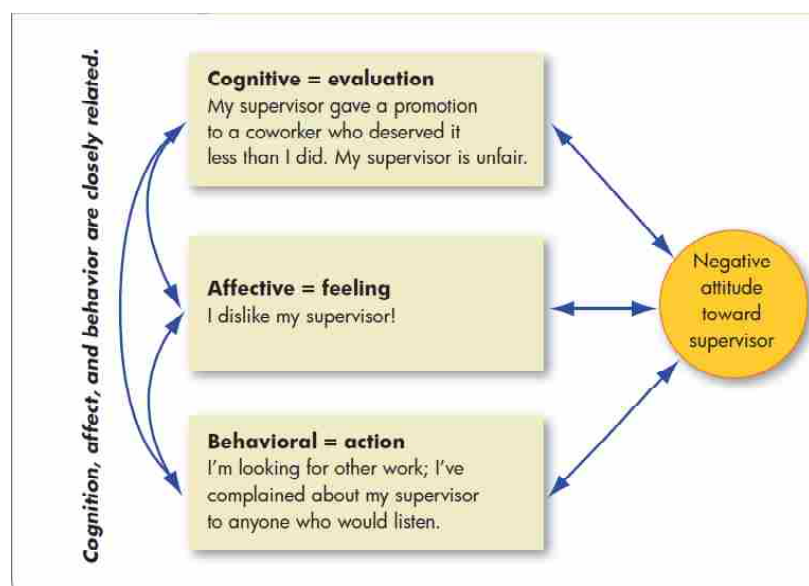 Cognition, affect, and behavior are closely related.
Cognitive = evaluation
My supervisor gave a promotion
to a coworker who deserved it
less than I did. My supervisor is unfair.
Affective = feeling
I dislike my supervisor!
Behavioral = action
I'm looking for other work; I've
complained about my supervisor
to anyone who would listen.
Negative
attitude
toward
supervisor